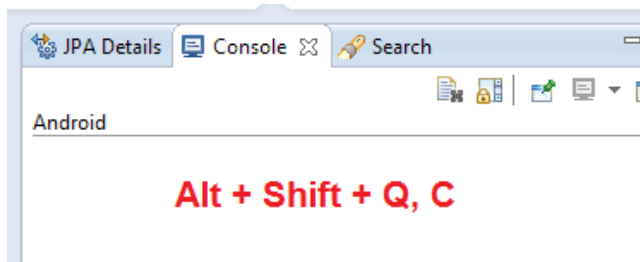 JPA Details Console Search
Android
Alt + Shift + Q, C